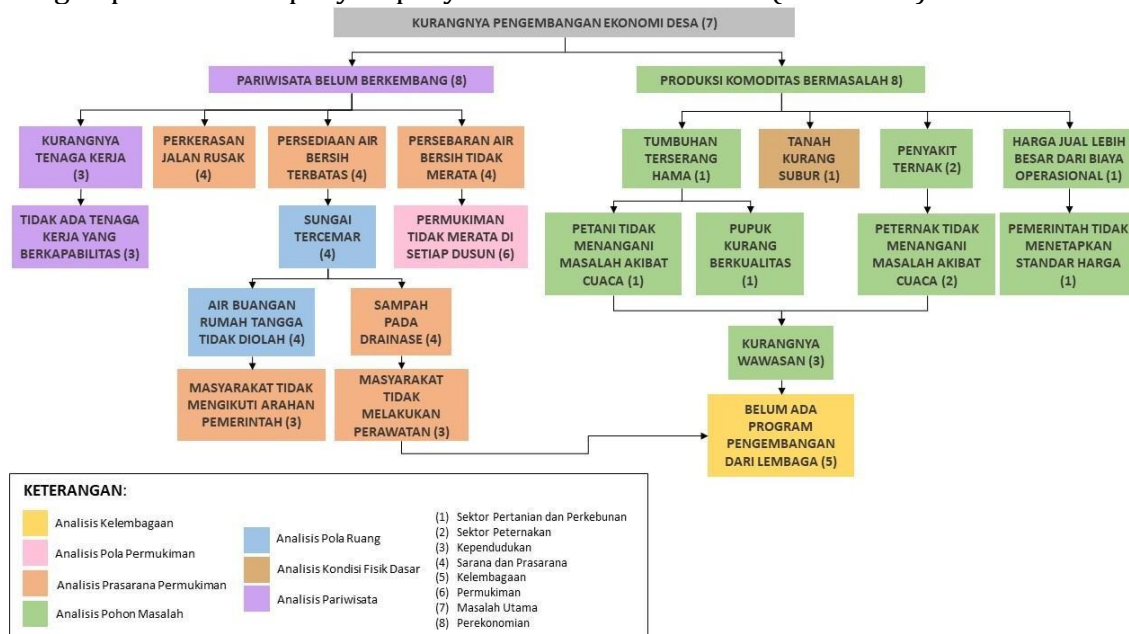 KURANGNYA PENGEMBANGAN EKONOMI DESA (7)
PARIWISATA BELUM BERKEMBANG (8)
PRODUKSI KOMODITAS BERMASALAH 8)
KURANGNYA
TENAGA KERJA
(3)
PERKERASAN
JALAN RUSAK
(4)
PERSEDIAAN AIR
BERSIH
TERBATAS (4)
PERSEBARAN AIR
BERSIH TIDAK
MERATA (4)
TUMBUHAN
TERSERANG
HAMA (1)
TANAH
KURANG
SUBUR (1)
PENYAKIT
TERNAK (2)
HARGA JUAL LEBIH
BESAR DARI BIAYA
OPERASIONAL (1)
TIDAK ADA TENAGA
KERJA YANG
BERKAPABILITAS (3)
SUNGAI
TERCEMAR
(4)
PERMUKIMAN
TIDAK MERATA DI
SETIAP DUSUN (6)
PETANI TIDAK
MENANGANI
MASALAH AKIBAT
CUACA (1)
PUPUK
KURANG
BERKUALITAS
(1)
PETERNAK TIDAK
MENANGANI
MASALAH AKIBAT
CUACA (2)
PEMERINTAH TIDAK
MENETAPKAN
STANDAR HARGA
(1)
AIR BUANGAN
RUMAH TANGGA
TIDAK DIOLAH (4)
SAMPAH
PADA
DRAINASE (4)
KURANGNYA
WAWASAN (3)
MASYARAKAT TIDAK
MENGIKUTI ARAHAN
PEMERINTAH (3)
MASYARAKAT
TIDAK
MELAKUKAN
PERAWATAN (3)
BELUM ADA
PROGRAM
PENGEMBANGAN
DARI LEMBAGA (5)
KETERANGAN:
Analisis Kelembagaan
Analisis Pola Permukiman
Analisis Prasarana Permukiman
Analisis Pohon Masalah
Analisis Pola Ruang
Analisis Kondisi Fisik Dasar
Analisis Pariwisata
(1) Sektor Pertanian dan Perkebunan
(2) Sektor Peternakan
(3) Kependudukan
(4) Sarana dan Prasarana
(5) Kelembagaan
(6) Permukiman
(7) Masalah Utama
(8) Perekonomian